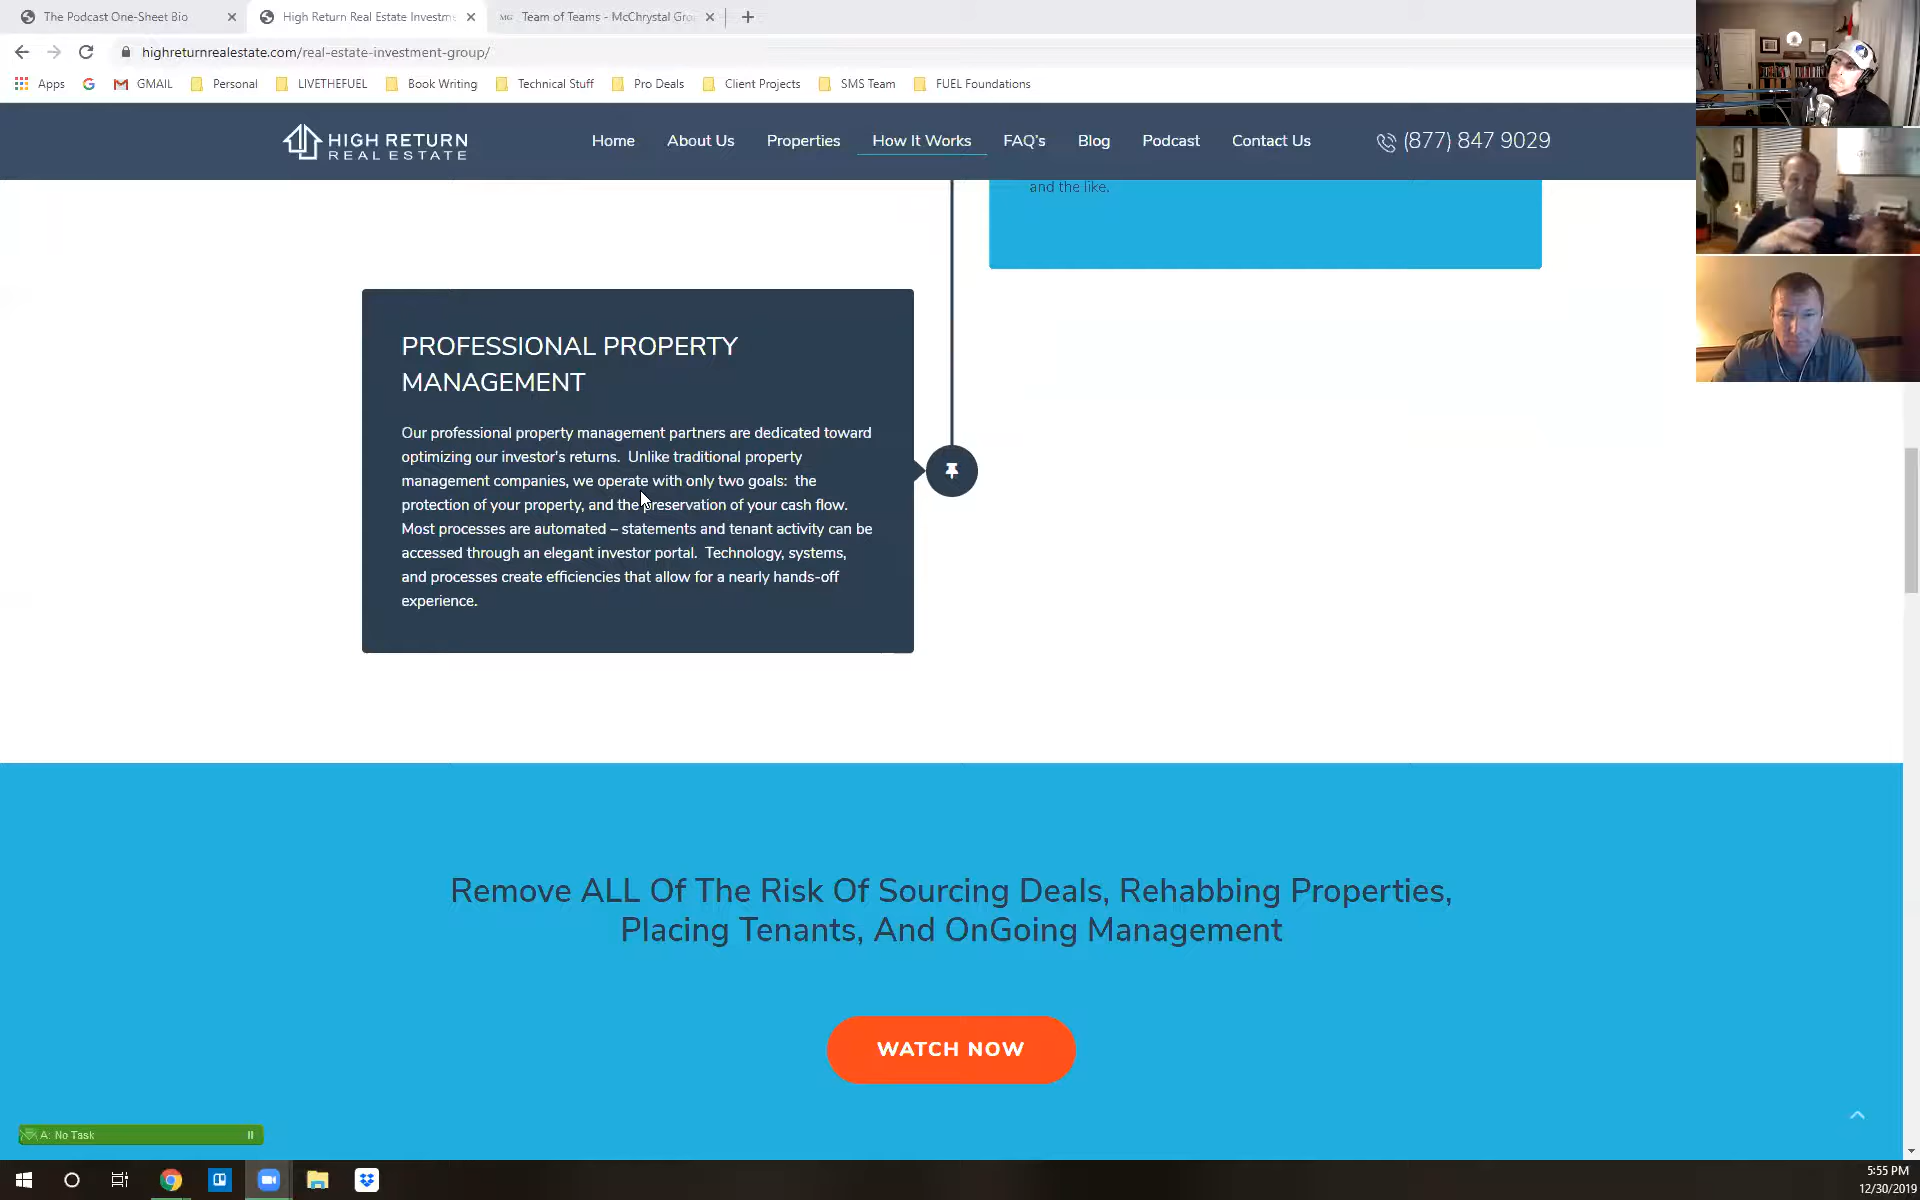 The Podcast One-Sheet Bio
High Return Real Estate Investme
MG Team of Teams - McChrystal Gro
highreturnrealestate.com/real-estate-investment-group/
Apps GMAIL Personal LIVETHEFUEL Book Writing Technical Stuff Pro Deals Client Projects SMS Team FUEL Foundations
HIGH RETURN
REAL ESTATE
Home About Us Properties How It Works FAQ's Blog Podcast Contact Us (877) 847 9029
and the like.
PROFESSIONAL PROPERTY
MANAGEMENT
Our professional property management partners are dedicated toward
optimizing our investor's returns. Unlike traditional property
management companies, we operate with only two goals: the
protection of your property, and the preservation of your cash flow.
Most processes are automated – statements and tenant activity can be
accessed through an elegant investor portal. Technology, systems,
and processes create efficiencies that allow for a nearly hands-off
experience.
Remove ALL Of The Risk Of Sourcing Deals, Rehabbing Properties,
Placing Tenants, And OnGoing Management
WATCH NOW
A: No Task
5:55 PM
12/30/2019